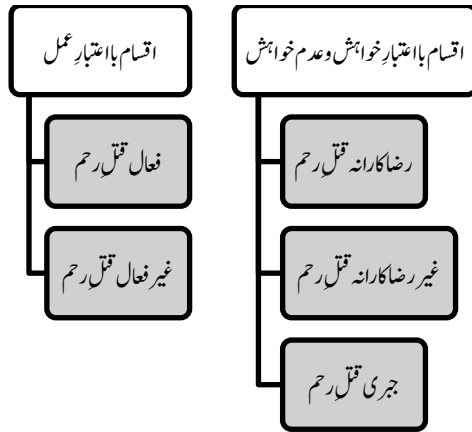 اقسام باعتبارِ خواہش و عدم خواہش
رضاکارانہ قتلِ رحم
غیر رضاکارانہ قتلِ رحم
جبری قتلِ رحم
اقسام باعتبارِ عمل
فعال قتلِ رحم
غیر فعال قتلِ رحم